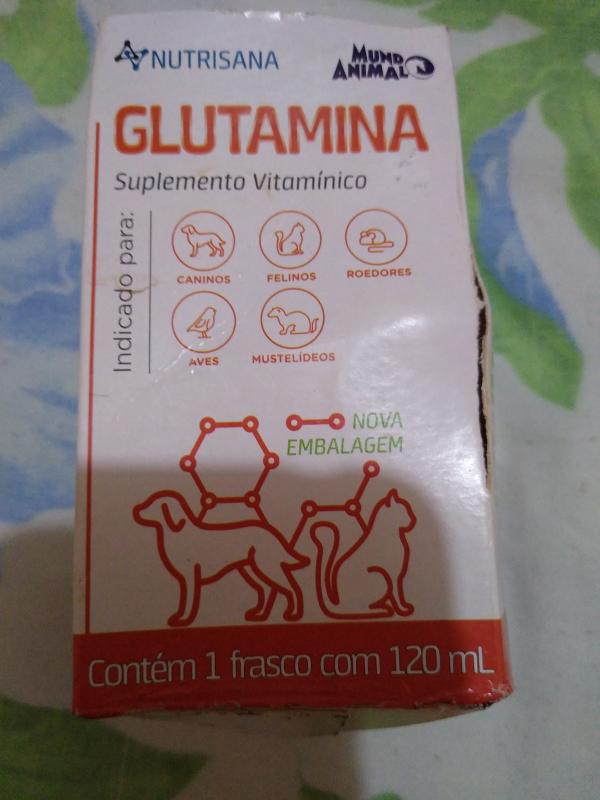 NUTRISANA
MUND ANIMAL
GLUTAMINA
Suplemento Vitamínico
Indicado para:
CANINOS
FELINOS
ROEDORES
AVES
MUSTELÍDEOS
NOVA
EMBALAGEM
Contém 1 frasco com 120 mL